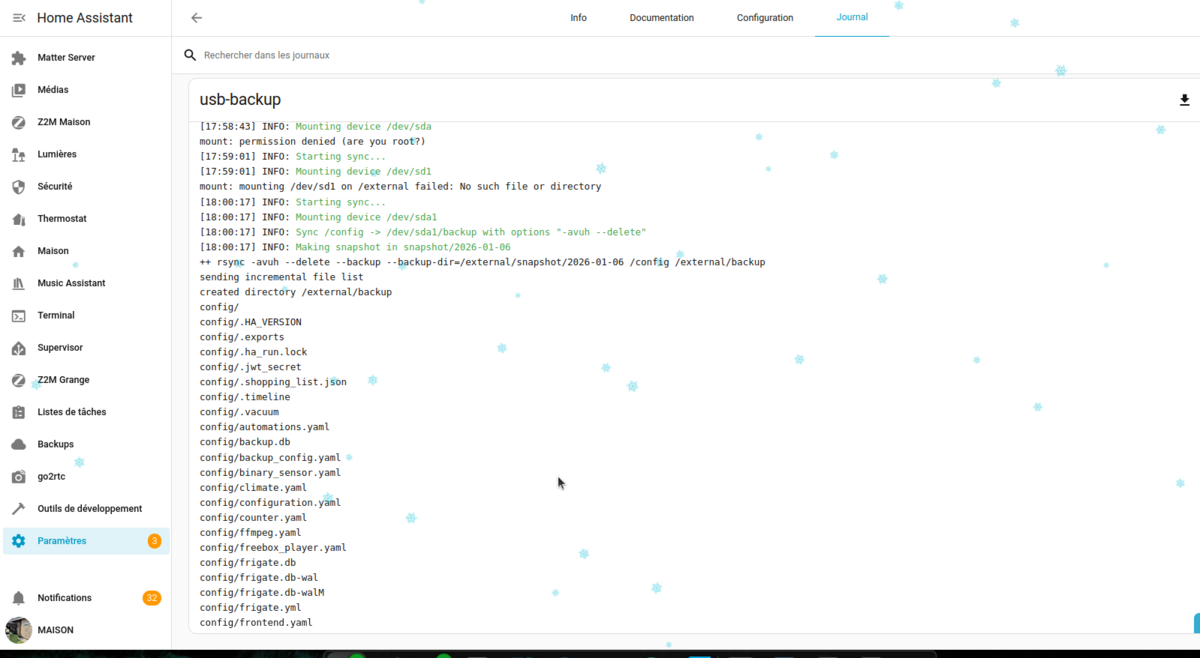 Home Assistant
Info
Documentation
Configuration
Journal
Matter Server
Médias
Z2M Maison
Lumières
Sécurité
Thermostat
Maison
Music Assistant
Terminal
Supervisor
Z2M Grange
Listes de tâches
Backups
go2rtc
Outils de développement
Paramètres
3
Notifications
32
MAISON
Rechercher dans les journaux
usb-backup
[17:58:43] INFO: Mounting device /dev/sda
mount: permission denied (are you root?)
[17:59:01] INFO: Starting sync...
[17:59:01] INFO: Mounting device /dev/sd1
mount: mounting /dev/sd1 on /external failed: No such file or directory
[18:00:17] INFO: Starting sync...
[18:00:17] INFO: Mounting device /dev/sda1
[18:00:17] INFO: Sync /config -> /dev/sda1/backup with options "-avuh --delete"
[18:00:17] INFO: Making snapshot in snapshot/2026-01-06
++ rsync -avuh --delete --backup --backup-dir=/external/snapshot/2026-01-06 /config /external/backup
sending incremental file list
created directory /external/backup
config/
config/.HA_VERSION
config/.exports
config/.ha_run.lock
config/.jwt_secret
config/.shopping_list.json
config/.timeline
config/.vacuum
config/automations.yaml
config/backup.db
config/backup_config.yaml
config/binary_sensor.yaml
config/climate.yaml
config/configuration.yaml
config/counter.yaml
config/ffmpeg.yaml
config/freebox_player.yaml
config/frigate.db
config/frigate.db-wal
config/frigate.db-walM
config/frigate.yml
config/frontend.yaml